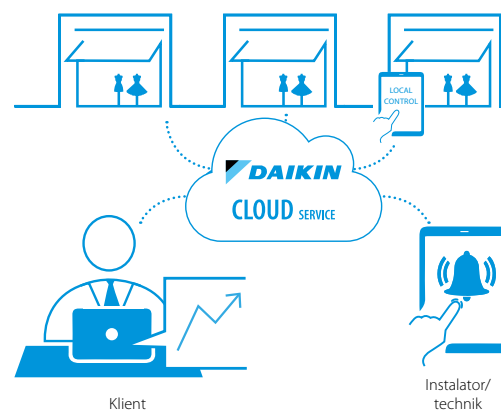 LOCAL
CONTROL
DAIKIN
CLOUD SERVICE
Klient
Instalator/
technik